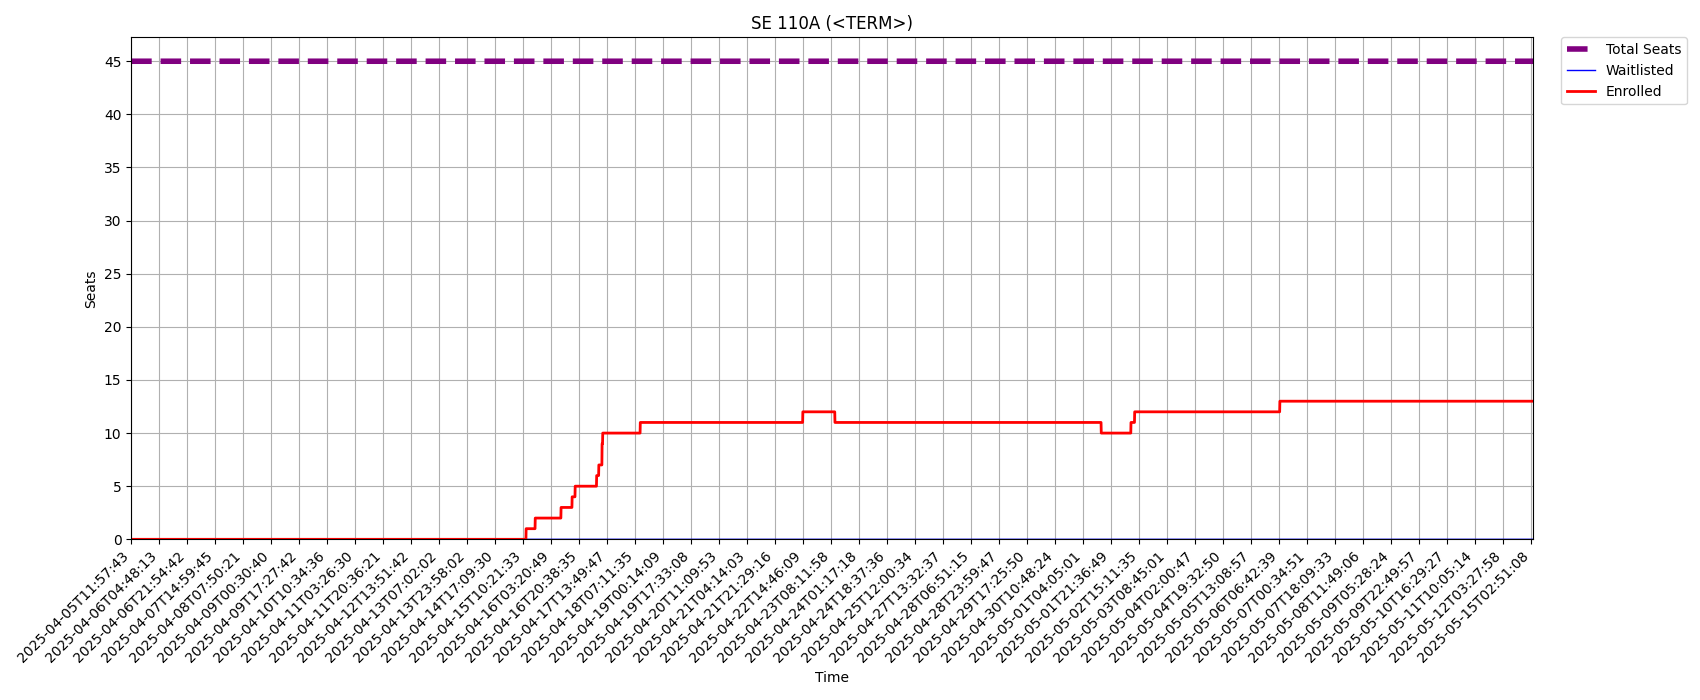 SE 110A (<TERM>)
Total Seats
Waitlisted
Enrolled
Seats
45
40
35
30
25
20
15
10
5
0
2025-04-05T11:57:43
2025-04-06T04:48:13
2025-04-06T21:54:42
2025-04-07T14:59:45
2025-04-08T07:50:21
2025-04-09T00:30:40
2025-04-09T17:27:42
2025-04-10T10:34:36
2025-04-11T03:26:30
2025-04-11T20:36:21
2025-04-12T13:51:42
2025-04-13T07:02:02
2025-04-13T23:58:02
2025-04-14T17:09:30
2025-04-15T10:21:33
2025-04-16T03:20:49
2025-04-16T20:38:35
2025-04-17T13:49:47
2025-04-18T07:11:35
2025-04-19T00:14:09
2025-04-19T17:33:08
2025-04-20T11:09:53
2025-04-21T04:14:03
2025-04-21T21:29:16
2025-04-22T14:46:09
2025-04-23T08:11:58
2025-04-24T01:17:18
2025-04-24T18:37:36
2025-04-25T12:00:34
2025-04-27T13:32:37
2025-04-28T06:51:15
2025-04-28T23:59:47
2025-04-29T17:25:50
2025-04-30T10:48:24
2025-05-01T04:05:01
2025-05-01T21:36:49
2025-05-02T15:11:35
2025-05-03T08:45:01
2025-05-04T02:00:47
2025-05-04T19:32:50
2025-05-05T13:08:57
2025-05-06T06:42:39
2025-05-07T00:34:51
2025-05-07T18:09:33
2025-05-08T11:49:06
2025-05-09T05:28:24
2025-05-09T22:49:57
2025-05-10T16:29:27
2025-05-11T10:05:14
2025-05-12T03:27:58
2025-05-15T02:51:08
Time